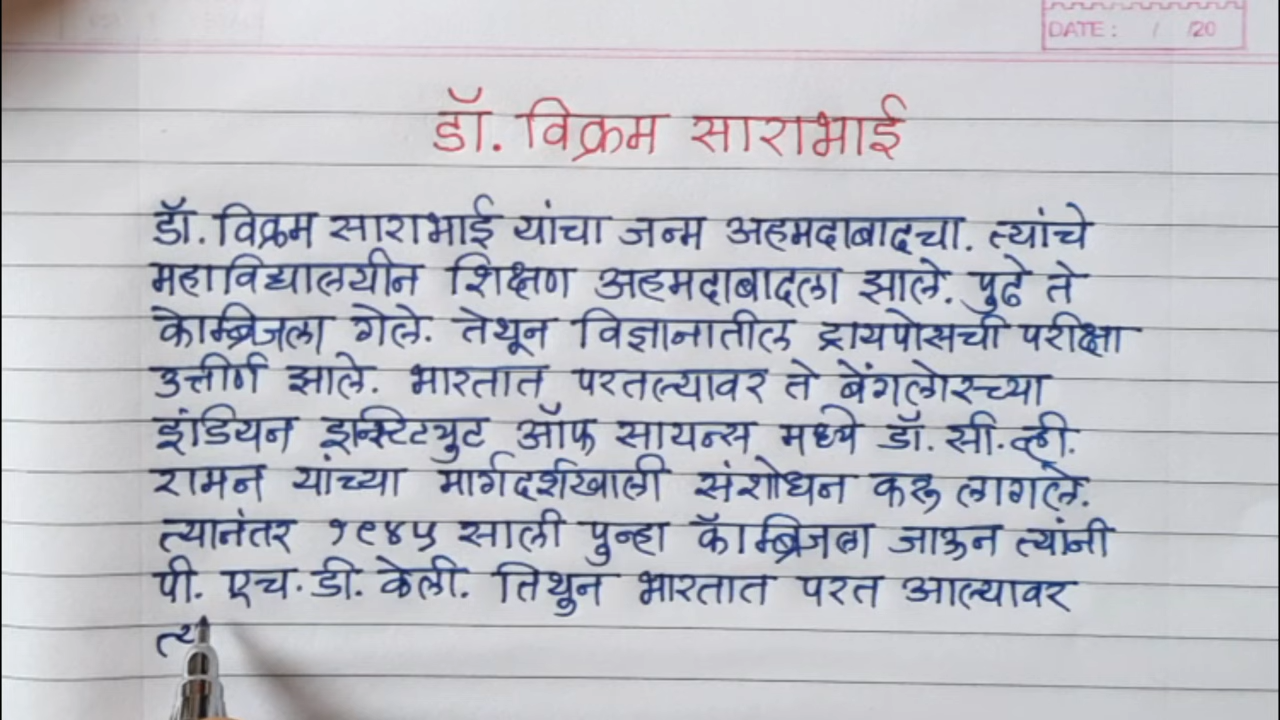 DATE : / /20
डॉ. विक्रम साराभाई
डॉ. विक्रम साराभाई यांचा जन्म अहमदाबादचा. त्यांचे
महाविद्यालयीन शिक्षण अहमदाबादला झाले. पुढे ते
केाम्ब्रिजला गेले. तेथून विज्ञानातील ट्रायपोसची परीक्षा
उत्तीर्ण झाले. भारतात परतल्यावर ते बेंगलोरच्या
इंडियन इन्स्टिट्युट ऑफ सायन्स मध्ये डॉ. सी. व्ही.
रामन यांच्या मार्गदर्शखाली संशोधन करु लागले.
त्यानंतर १९४५ साली पुन्हा कॅाम्ब्रिजला जाऊन त्यांनी
पी. एच. डी. केली. तिथुन भारतात परत आल्यावर